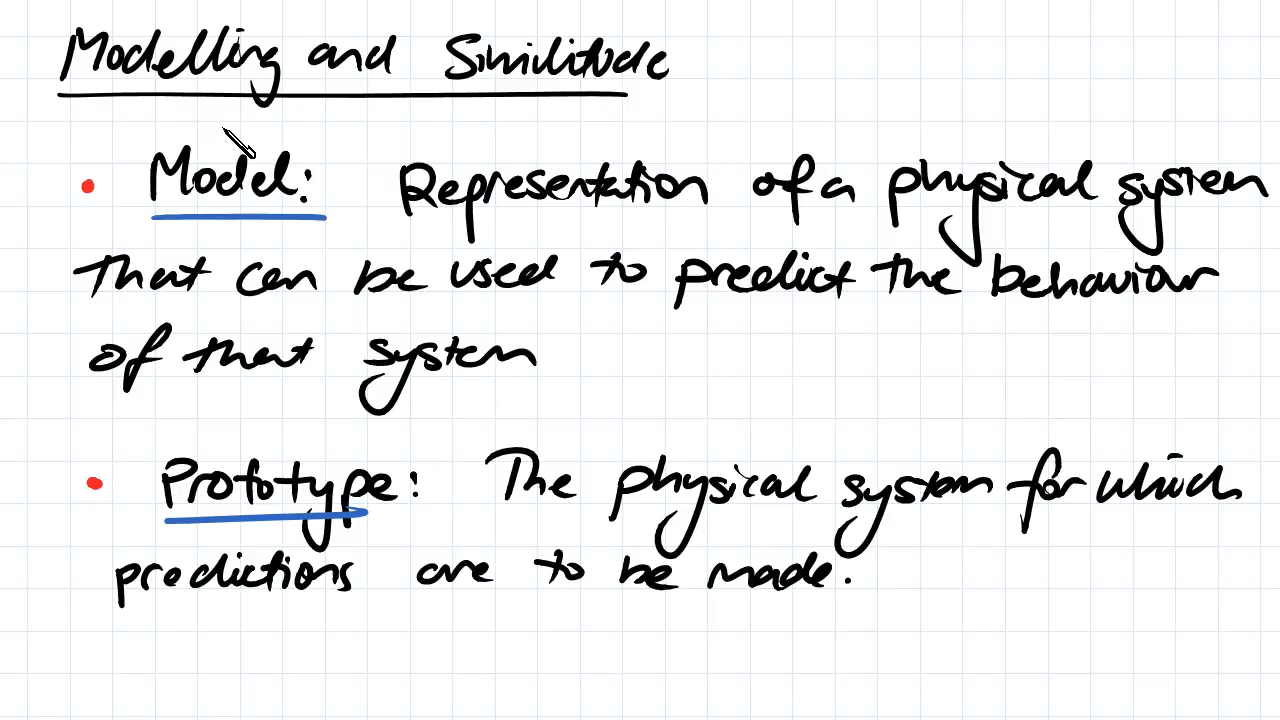 Modelling and Similitude
• Model: Representation of a physical system
that can be used to predict the behaviour
of that system
• Prototype: The physical system for which
predictions are to be made.